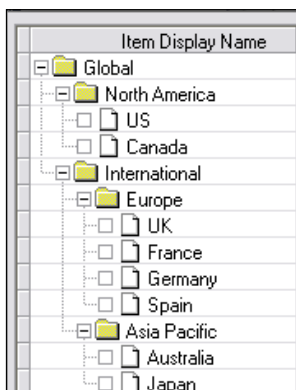 Item Display Name
Global
North America
US
Canada
International
Europe
UK
France
Germany
Spain
Asia Pacific
Australia
Japan